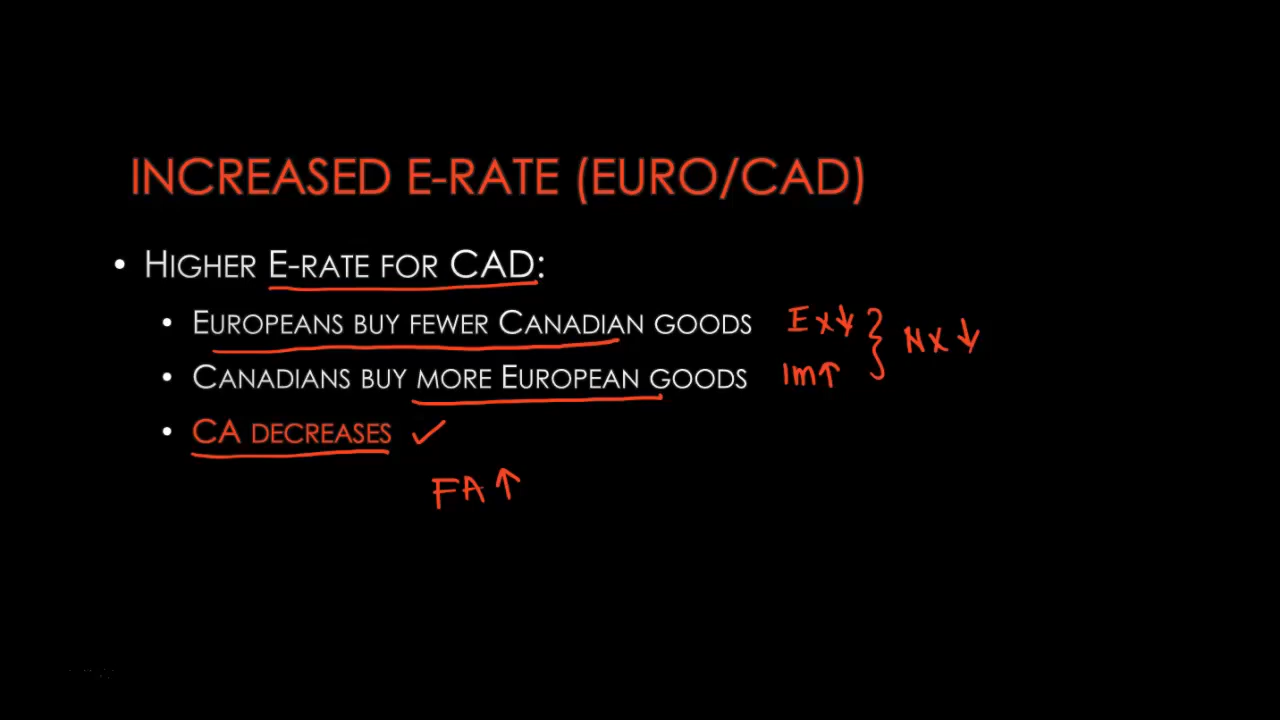 INCREASED E-RATE (EURO/CAD)
• HIGHER E-RATE FOR CAD:
• EUROPEANS BUY FEWER CANADIAN GOODS Ex↓ } NX ↓
• CANADIANS BUY MORE EUROPEAN GOODS Im↑
• CA DECREASES ✓
FA ↑